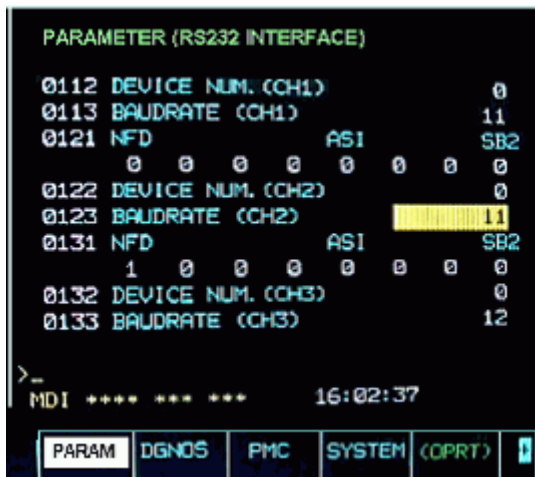 PARAMETER (RS232 INTERFACE)
0112 DEVICE NUM. (CH1) 0
0113 BAUDRATE (CH1) 11
0121 NFD ASI SB2
0 0 0 0 0 0 0 0
0122 DEVICE NUM. (CH2) 0
0123 BAUDRATE (CH2) 11
0131 NFD ASI SB2
1 0 0 0 0 0 0 0
0132 DEVICE NUM. (CH3) 0
0133 BAUDRATE (CH3) 12
>_
MDI **** *** *** 16:02:37
PARAM DGNOS PMC SYSTEM (OPRT)